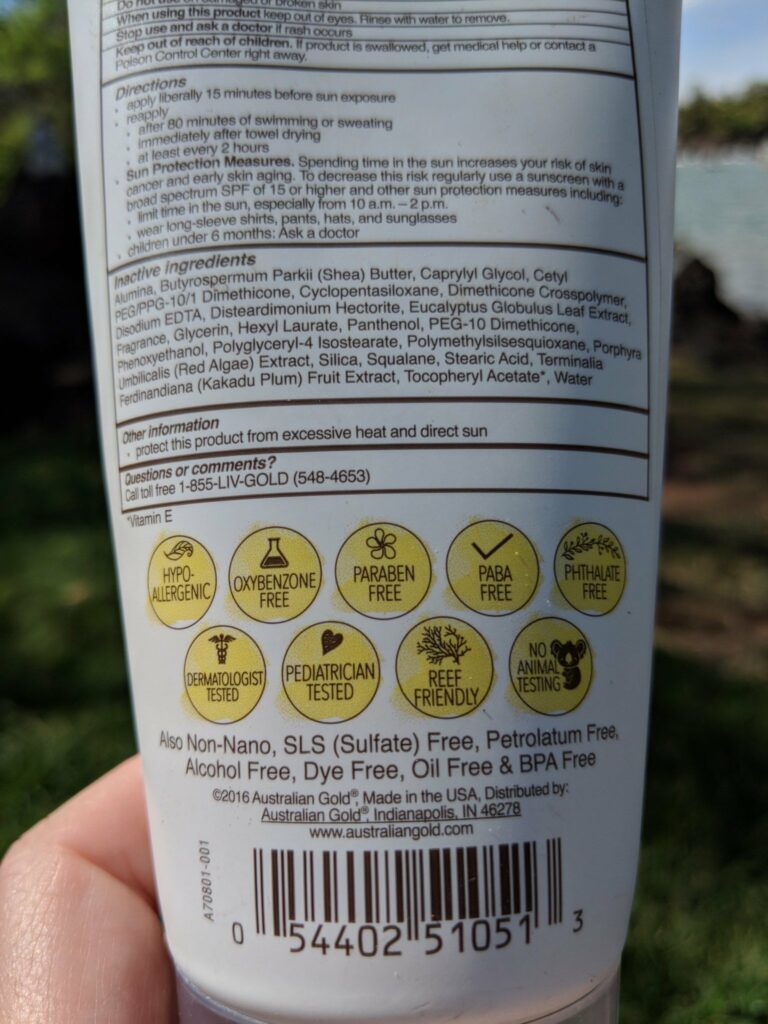 Do not use on damaged or broken skin
When using this product keep out of eyes. Rinse with water to remove.
Stop use and ask a doctor if rash occurs
Keep out of reach of children. If product is swallowed, get medical help or contact a
Poison Control Center right away.
Directions
• apply liberally 15 minutes before sun exposure
• reapply
• after 80 minutes of swimming or sweating
• immediately after towel drying
• at least every 2 hours
• Sun Protection Measures. Spending time in the sun increases your risk of skin
cancer and early skin aging. To decrease this risk regularly use a sunscreen with a
broad spectrum SPF of 15 or higher and other sun protection measures including:
• limit time in the sun, especially from 10 a.m. – 2 p.m.
• wear long-sleeve shirts, pants, hats, and sunglasses
• children under 6 months: Ask a doctor
Inactive ingredients
Alumina, Butyrospermum Parkii (Shea) Butter, Caprylyl Glycol, Cetyl
PEG/PPG-10/1 Dimethicone, Cyclopentasiloxane, Dimethicone Crosspolymer,
Disodium EDTA, Disteardimonium Hectorite, Eucalyptus Globulus Leaf Extract,
Fragrance, Glycerin, Hexyl Laurate, Panthenol, PEG-10 Dimethicone,
Phenoxyethanol, Polyglyceryl-4 Isostearate, Polymethylsilsesquioxane, Porphyra
Umbilicalis (Red Algae) Extract, Silica, Squalane, Stearic Acid, Terminalia
Ferdinandiana (Kakadu Plum) Fruit Extract, Tocopheryl Acetate*, Water
Other information
• protect this product from excessive heat and direct sun
Questions or comments?
Call toll free 1-855-LIV-GOLD (548-4653)
*Vitamin E
HYPO-
ALLERGENIC
OXYBENZONE
FREE
PARABEN
FREE
PABA
FREE
PHTHALATE
FREE
DERMATOLOGIST
TESTED
PEDIATRICIAN
TESTED
REEF
FRIENDLY
NO
ANIMAL
TESTING
Also Non-Nano, SLS (Sulfate) Free, Petrolatum Free,
Alcohol Free, Dye Free, Oil Free & BPA Free
©2016 Australian Gold®, Made in the USA, Distributed by:
Australian Gold®, Indianapolis, IN 46278
www.australiangold.com
A70801-001
0 54402 51051 3